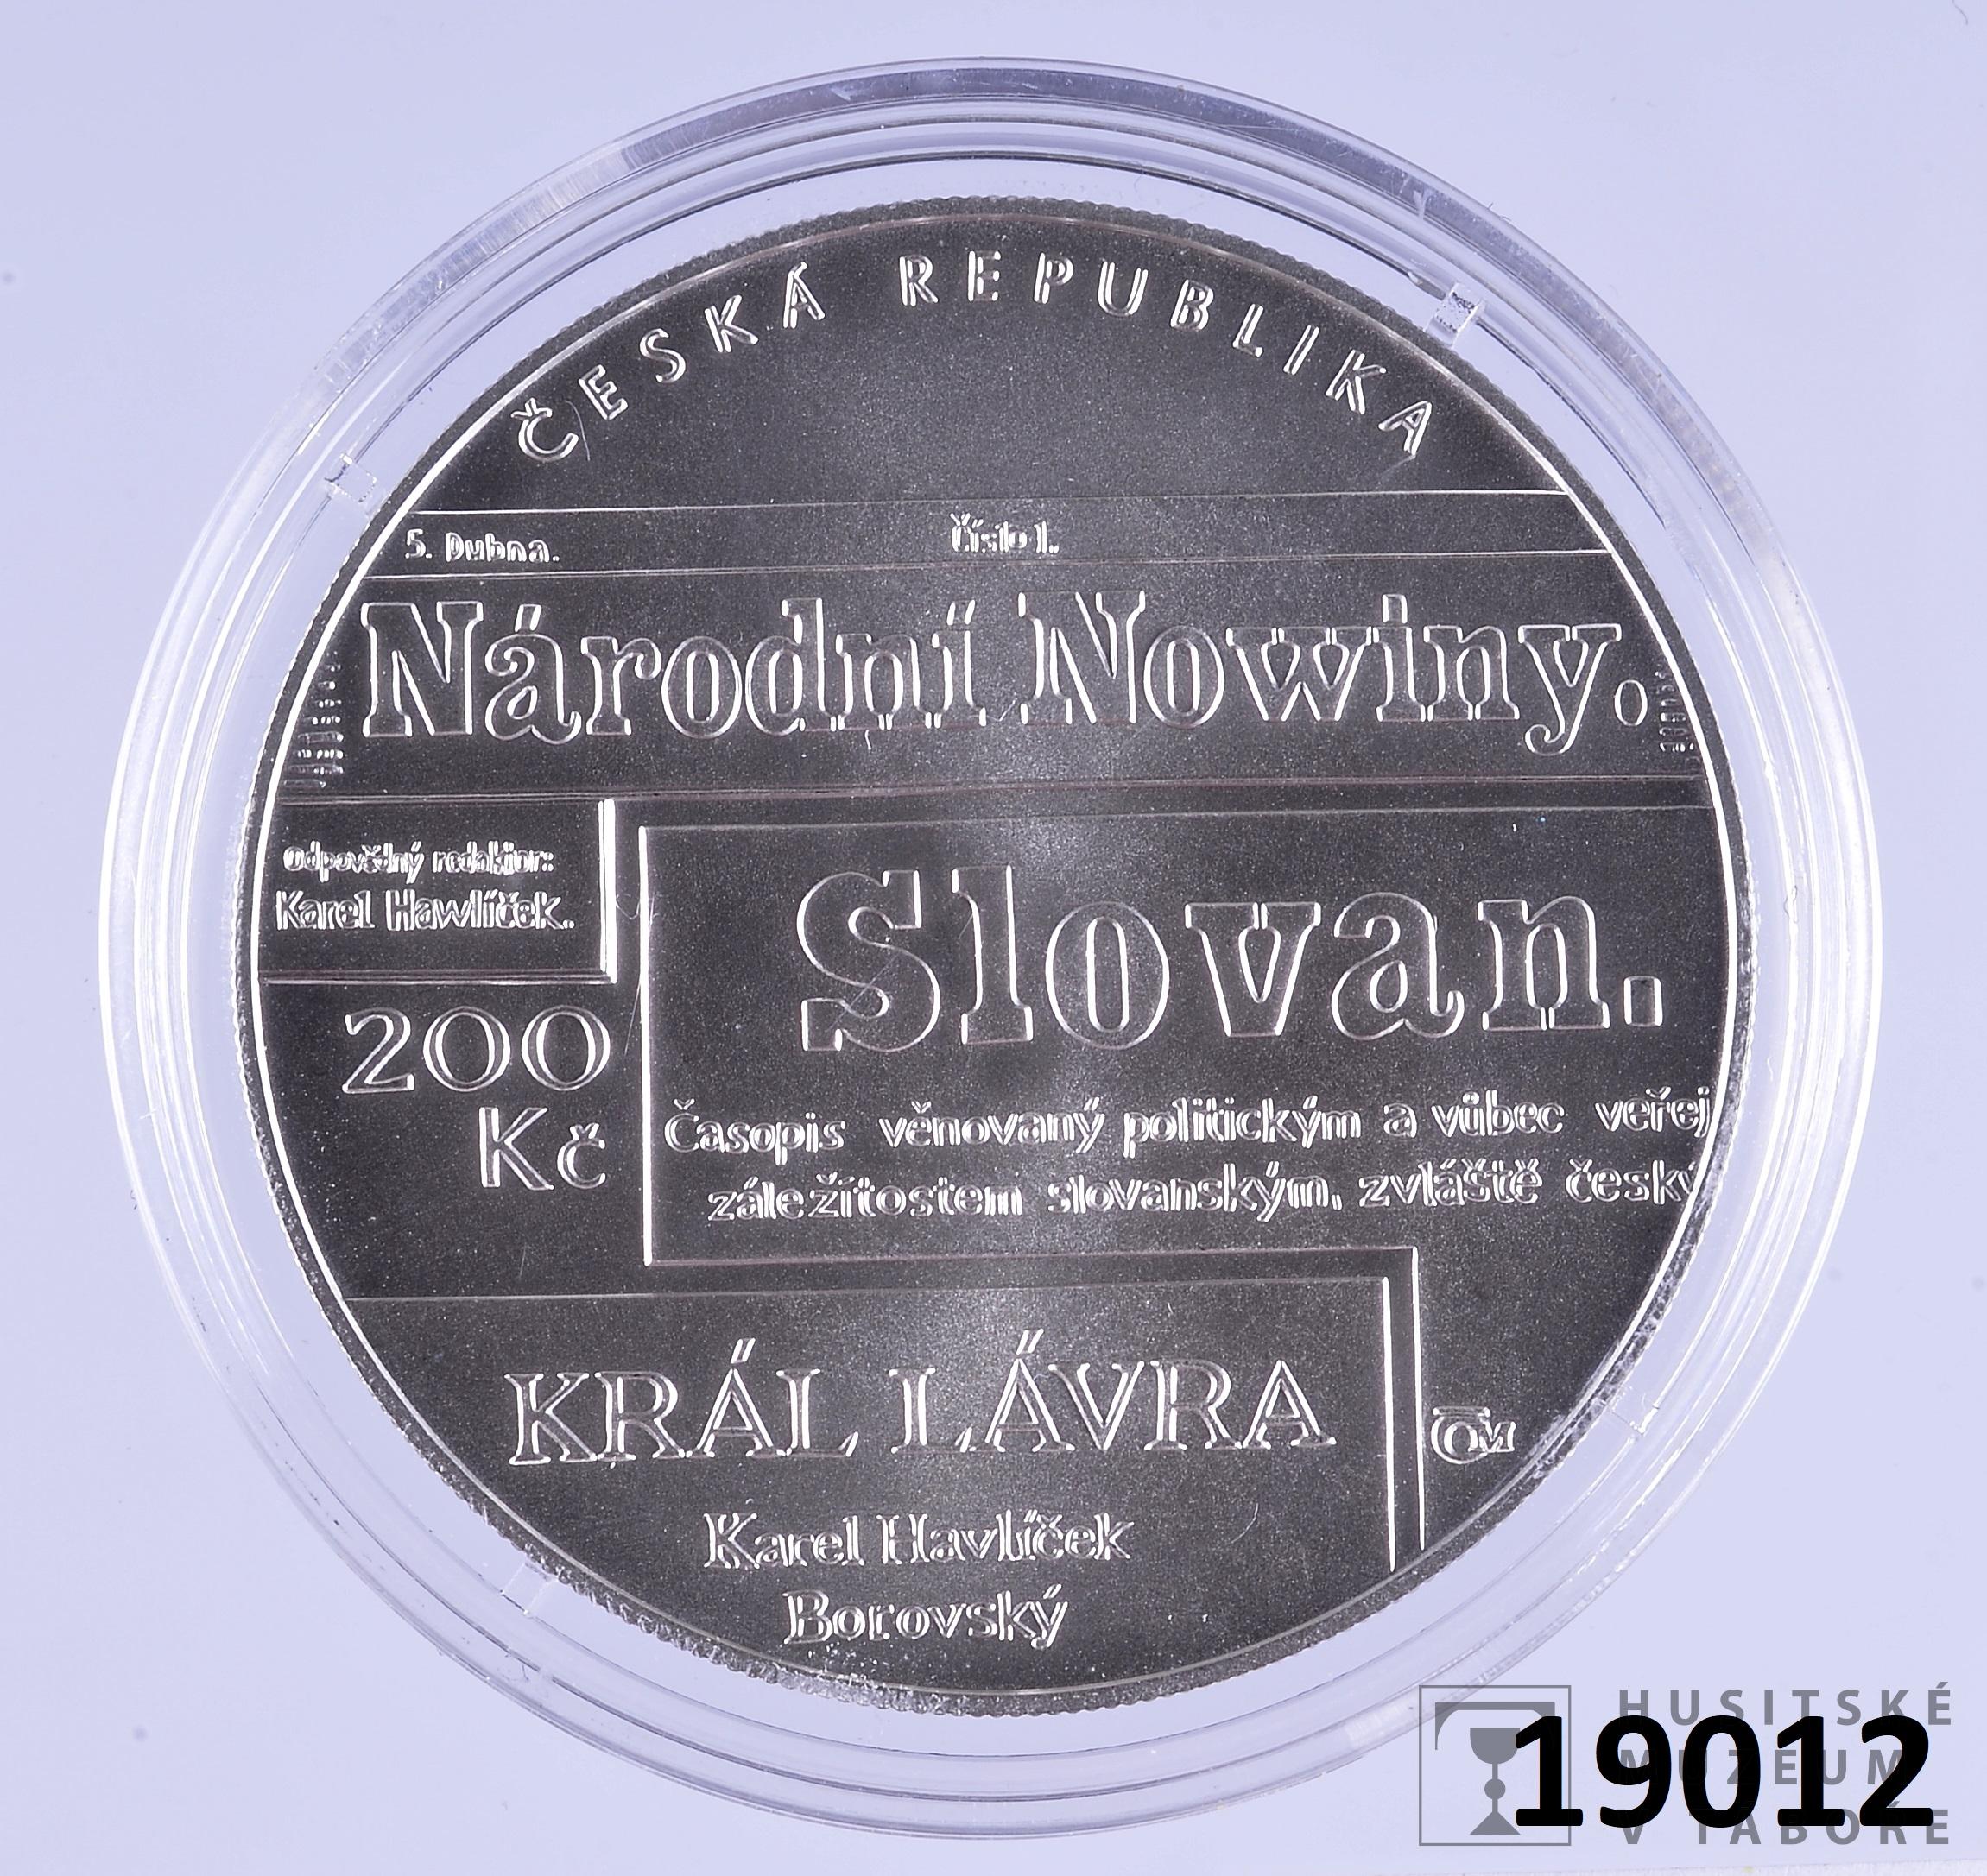 ČESKÁ REPUBLIKA
5. Dubna. Číslo 1.
Národní Nowiny.
Odpovědný redaktor:
Karel Hawlíček.
Slovan.
200
Kč
Časopis věnovaný politickým a vůbec veřej
záležitostem slovanským, zvláště česk
KRÁL LÁVRA
ČM
Karel Havlíček
Borovský
HUSITSKÉ
MUZEUM
V TÁBOŘE
19012